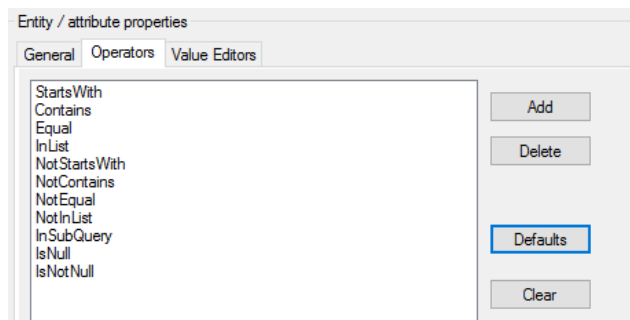 Entity / attribute properties
General Operators Value Editors
StartsWith
Contains
Equal
InList
NotStartsWith
NotContains
NotEqual
NotInList
InSubQuery
IsNull
IsNotNull
Add
Delete
Defaults
Clear